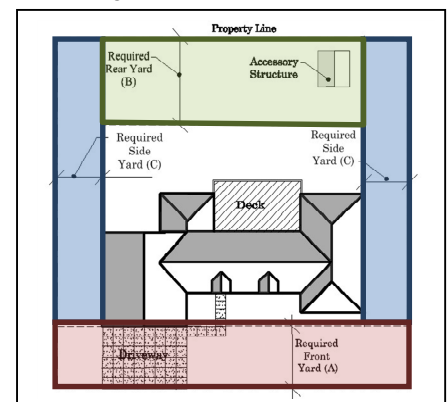 Property Line
Required
Rear Yard
(B)
Accessory
Structure
Required
Side
Yard (C)
Required
Side
Yard (C)
Deck
Driveway
Required
Front
Yard (A)